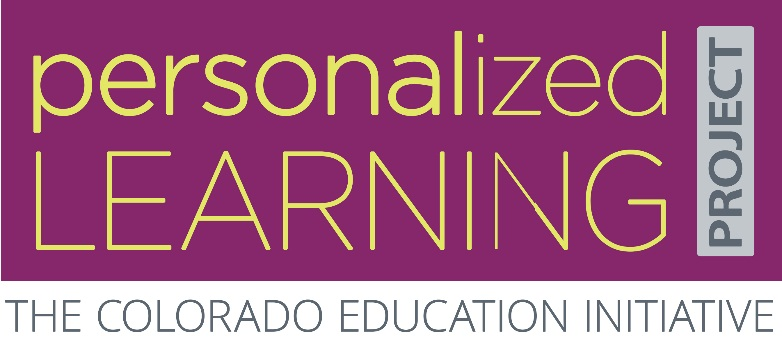 personalized
LEARNING
PROJECT
THE COLORADO EDUCATION INITIATIVE